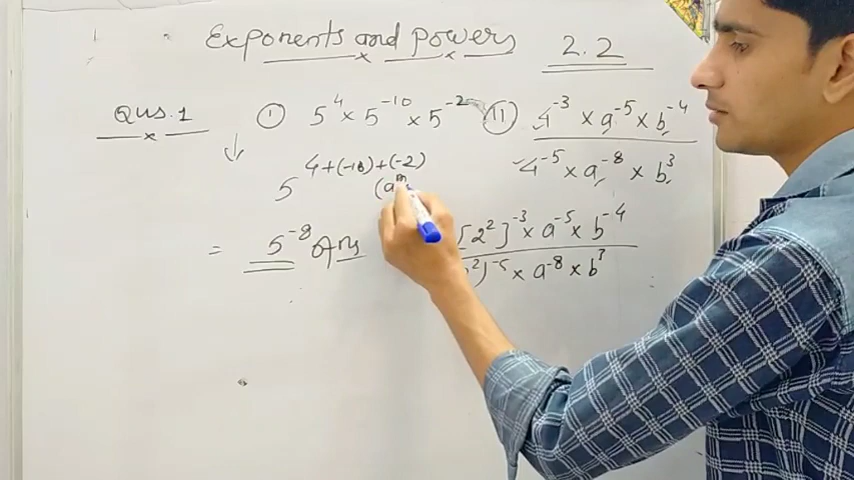 Exponents and Powers 2.2
Qus.1 (i) 5^4 × 5^-10 × 5^-2
4+(-10)+(-2)
5
= 5^-8 Ans
(a^m
(ii) 4^-3 × a^-5 × b^-4
4^-5 × a^-8 × b^3
[2^2]^-3 × a^-5 × b^-4
2)^-5 × a^-8 × b^3